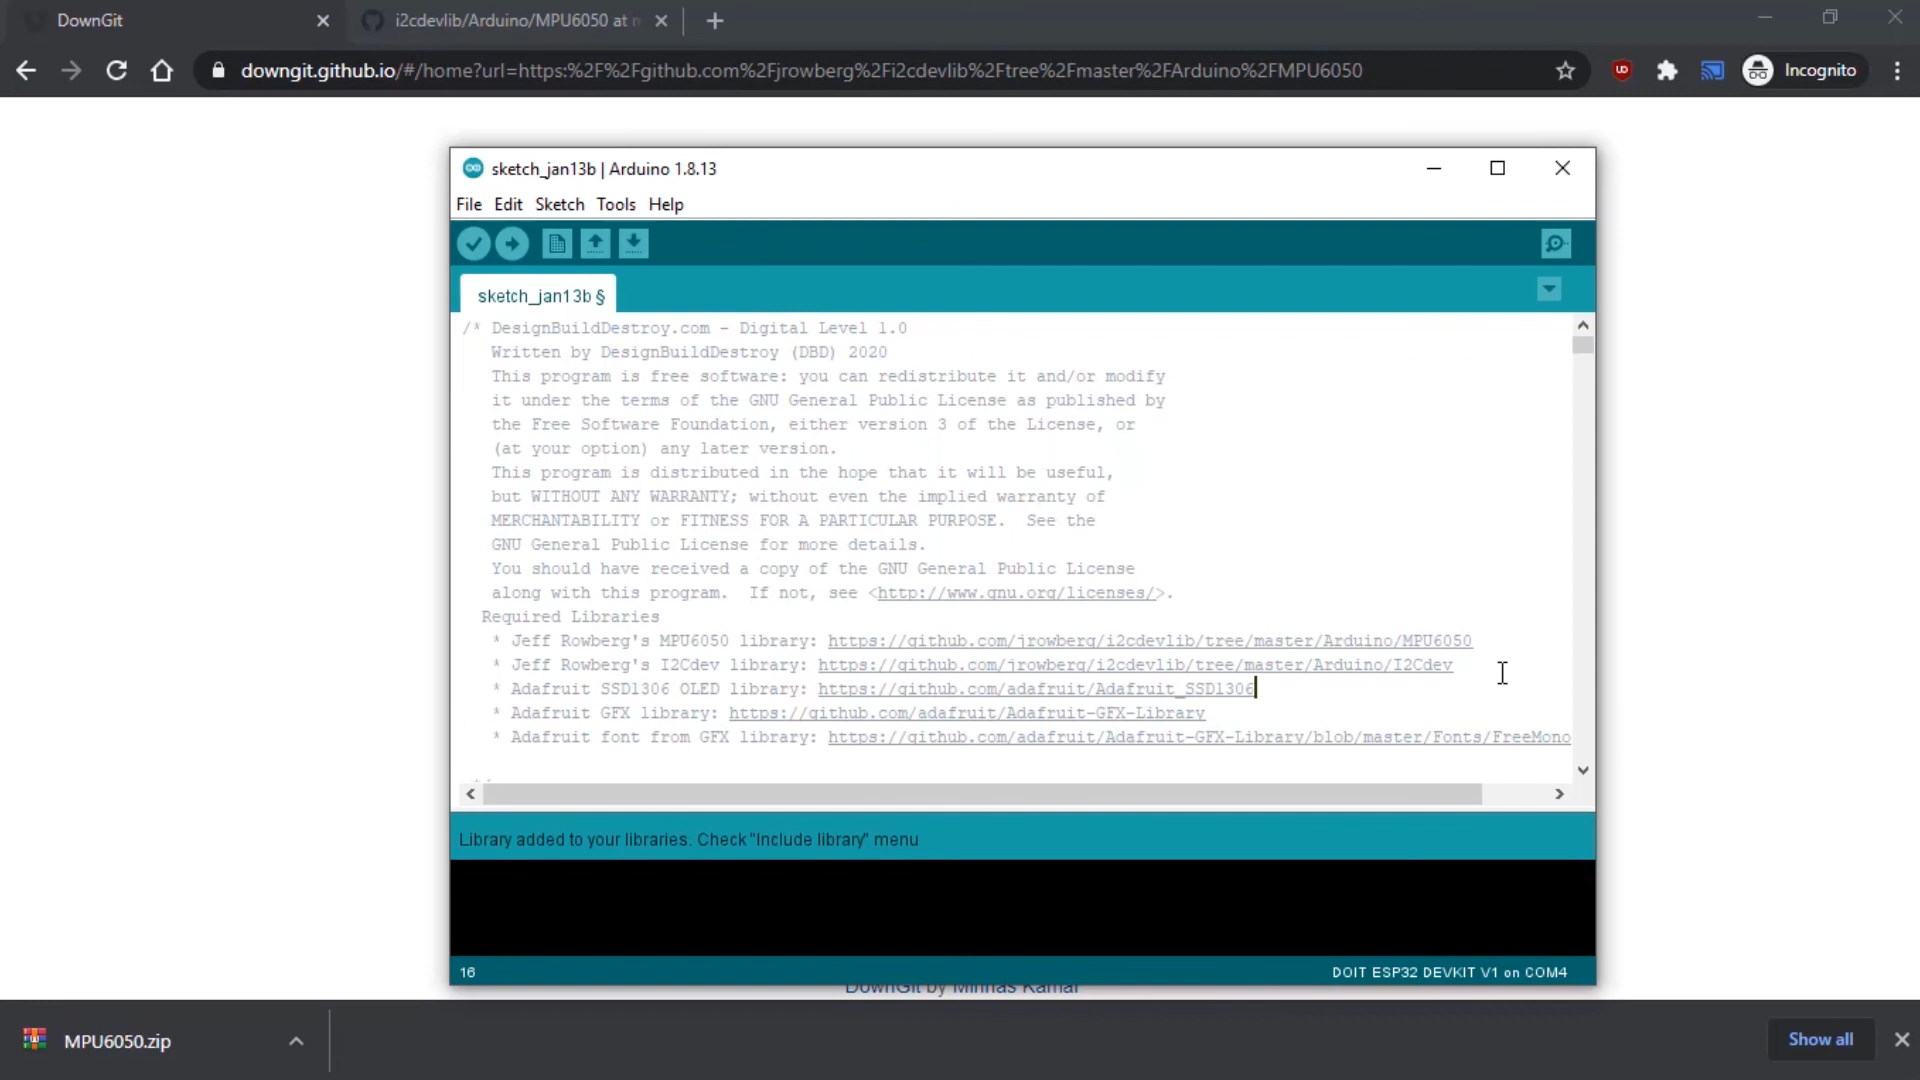 DownGit
i2cdevlib/Arduino/MPU6050 at
downgit.github.io/#/home?url=https:%2F%2Fgithub.com%2Fjrowberg%2Fi2cdevlib%2Ftree%2Fmaster%2FArduino%2FMPU6050
Incognito
sketch_jan13b | Arduino 1.8.13
File Edit Sketch Tools Help
sketch_jan13b §
/* DesignBuildDestroy.com - Digital Level 1.0
Written by DesignBuildDestroy (DBD) 2020
This program is free software: you can redistribute it and/or modify
it under the terms of the GNU General Public License as published by
the Free Software Foundation, either version 3 of the License, or
(at your option) any later version.
This program is distributed in the hope that it will be useful,
but WITHOUT ANY WARRANTY; without even the implied warranty of
MERCHANTABILITY or FITNESS FOR A PARTICULAR PURPOSE.  See the
GNU General Public License for more details.
You should have received a copy of the GNU General Public License
along with this program.  If not, see <http://www.gnu.org/licenses/>.
Required Libraries
* Jeff Rowberg's MPU6050 library: https://github.com/jrowberg/i2cdevlib/tree/master/Arduino/MPU6050
* Jeff Rowberg's I2Cdev library: https://github.com/jrowberg/i2cdevlib/tree/master/Arduino/I2Cdev
* Adafruit SSD1306 OLED library: https://github.com/adafruit/Adafruit_SSD1306
* Adafruit GFX library: https://github.com/adafruit/Adafruit-GFX-Library
* Adafruit font from GFX library: https://github.com/adafruit/Adafruit-GFX-Library/blob/master/Fonts/FreeMono
Library added to your libraries. Check "Include library" menu
16
DOIT ESP32 DEVKIT V1 on COM4
DownGit by Minhas Kamal
MPU6050.zip
Show all